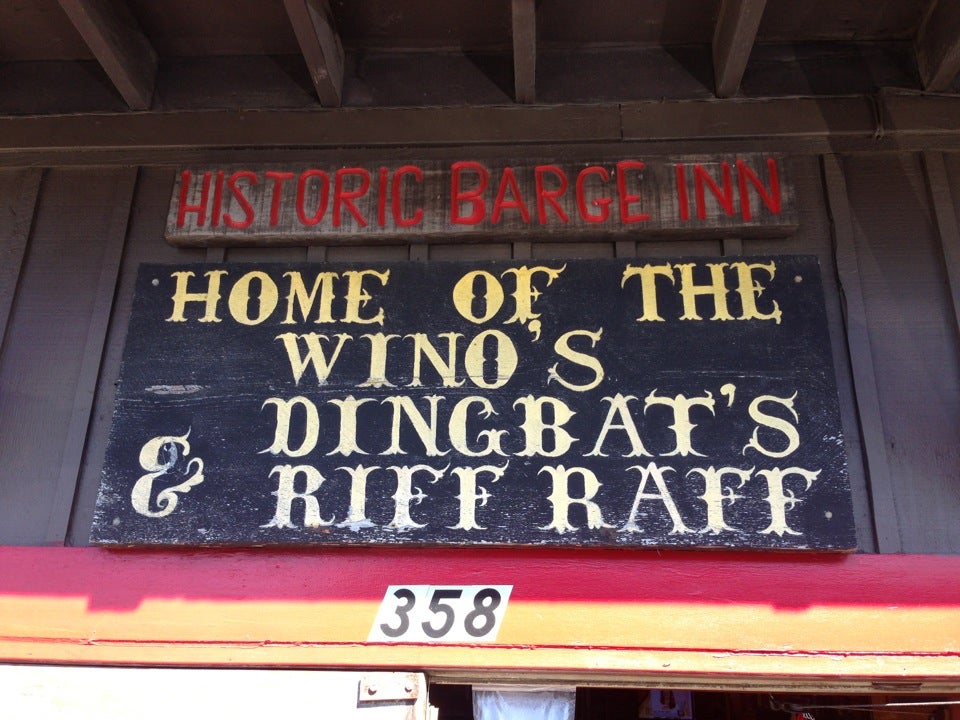 HISTORIC BARGE INN
HOME OF THE
WINO'S
DINGBAT'S
& RIFF RAFF
358